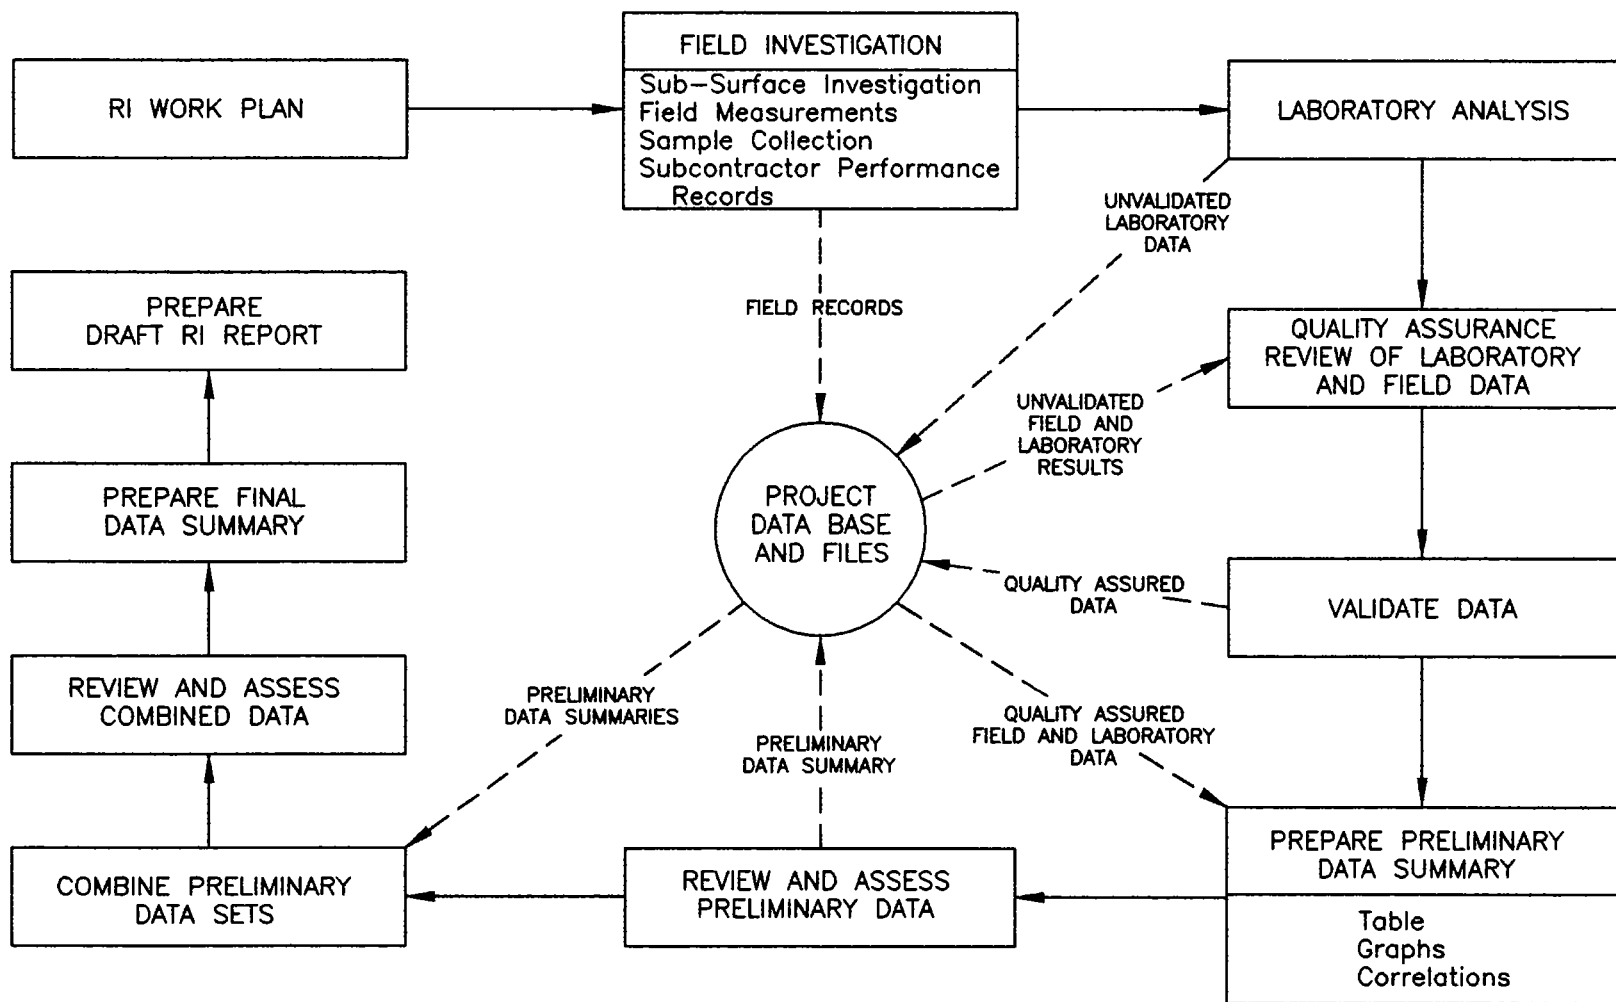 RI WORK PLAN
FIELD INVESTIGATION
Sub-Surface Investigation
Field Measurements
Sample Collection
Subcontractor Performance
Records
LABORATORY ANALYSIS
UNVALIDATED
LABORATORY
DATA
FIELD RECORDS
PREPARE
DRAFT RI REPORT
QUALITY ASSURANCE
REVIEW OF LABORATORY
AND FIELD DATA
UNVALIDATED
FIELD AND
LABORATORY
RESULTS
PREPARE FINAL
DATA SUMMARY
PROJECT
DATA BASE
AND FILES
QUALITY ASSURED
DATA
VALIDATE DATA
REVIEW AND ASSESS
COMBINED DATA
PRELIMINARY
DATA SUMMARIES
PRELIMINARY
DATA SUMMARY
QUALITY ASSURED
FIELD AND LABORATORY
DATA
COMBINE PRELIMINARY
DATA SETS
REVIEW AND ASSESS
PRELIMINARY DATA
PREPARE PRELIMINARY
DATA SUMMARY
Table
Graphs
Correlations